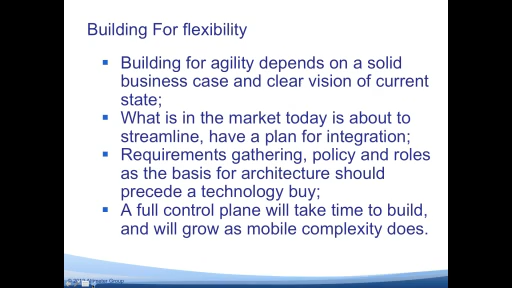 Building For flexibility
▪ Building for agility depends on a solid
business case and clear vision of current
state;
▪ What is in the market today is about to
streamline, have a plan for integration;
▪ Requirements gathering, policy and roles
as the basis for architecture should
precede a technology buy;
▪ A full control plane will take time to build,
and will grow as mobile complexity does.
Group